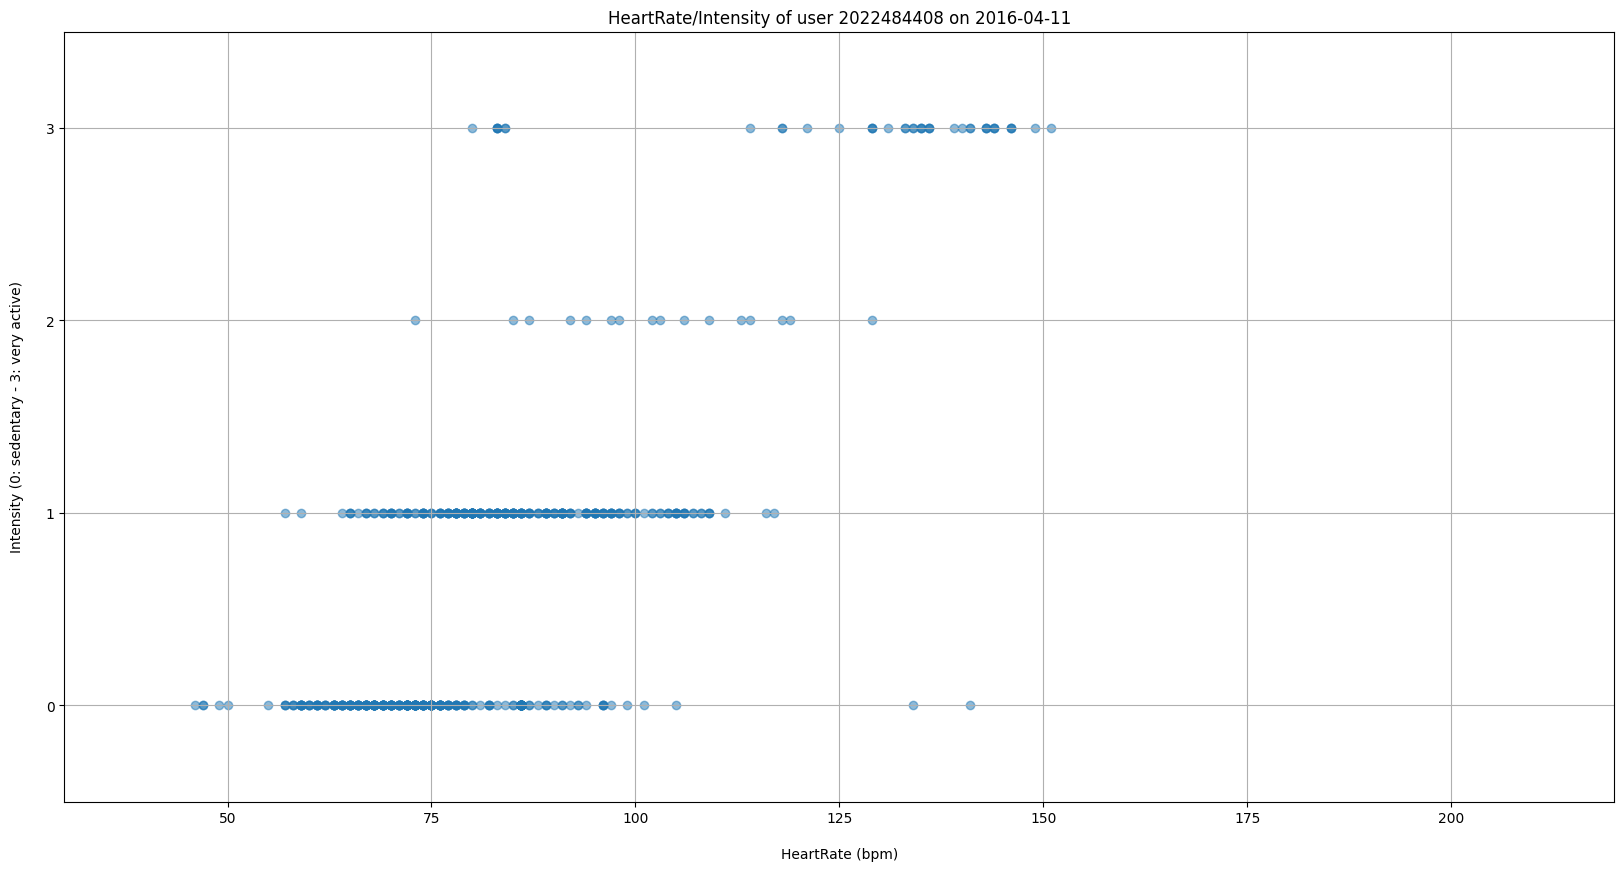 HeartRate/Intensity of user 2022484408 on 2016-04-11
Intensity (0: sedentary - 3: very active)
3
2
1
0
50 75 100 125 150 175 200
HeartRate (bpm)